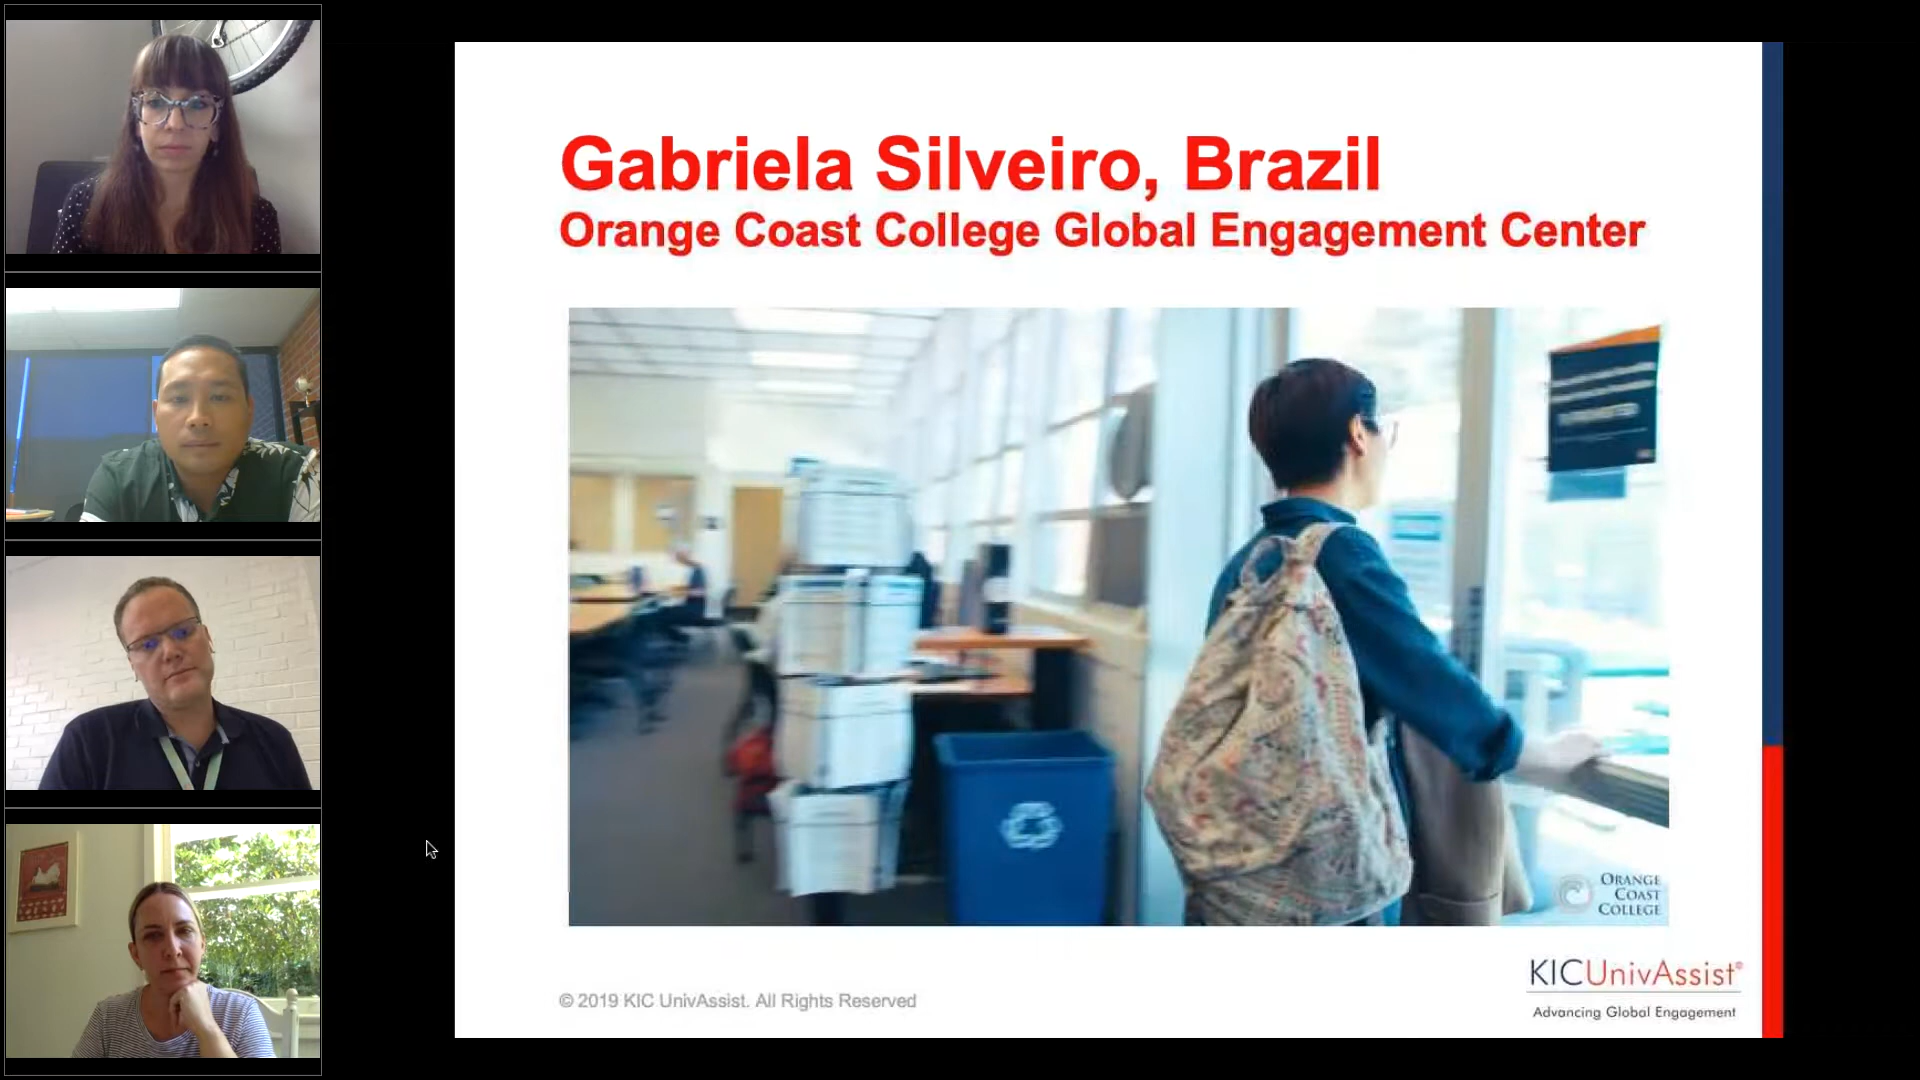 Gabriela Silveiro, Brazil
Orange Coast College Global Engagement Center
ORANGE
COAST
COLLEGE
© 2019 KIC UnivAssist. All Rights Reserved
KICUnivAssist®
Advancing Global Engagement